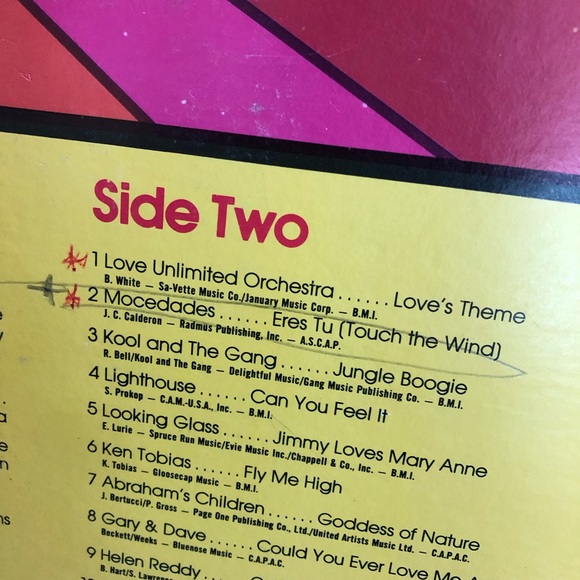 Side Two
1 Love Unlimited Orchestra . . . . . . Love's Theme
B. White — Sa-Vette Music Co./January Music Corp. — B.M.I.
2 Mocedades . . . . . . Eres Tu (Touch the Wind)
J. C. Calderon — Radmus Publishing, Inc. — A.S.C.A.P.
3 Kool and The Gang . . . . . . Jungle Boogie
R. Bell/Kool and The Gang — Delightful Music/Gang Music Publishing Co. — B.M.I.
4 Lighthouse . . . . . . Can You Feel It
S. Prokop — C.A.M.-U.S.A., Inc. — B.M.I.
5 Looking Glass . . . . . . Jimmy Loves Mary Anne
E. Lurie — Spruce Run Music/Evie Music Inc./Chappell & Co., Inc. — B.M.I.
6 Ken Tobias . . . . . . Fly Me High
K. Tobias — Gloosecap Music — B.M.I.
7 Abraham's Children . . . . . . Goddess of Nature
J. Bertucci/P. Gross — Page One Publishing Co., Ltd./United Artists Music Ltd. — C.A.P.A.C.
8 Gary & Dave . . . . . . Could You Ever Love Me
Beckett/Weeks — Bluenose Music — C.A.P.A.C.
9 Helen Reddy . . . .
B. Hart/S.